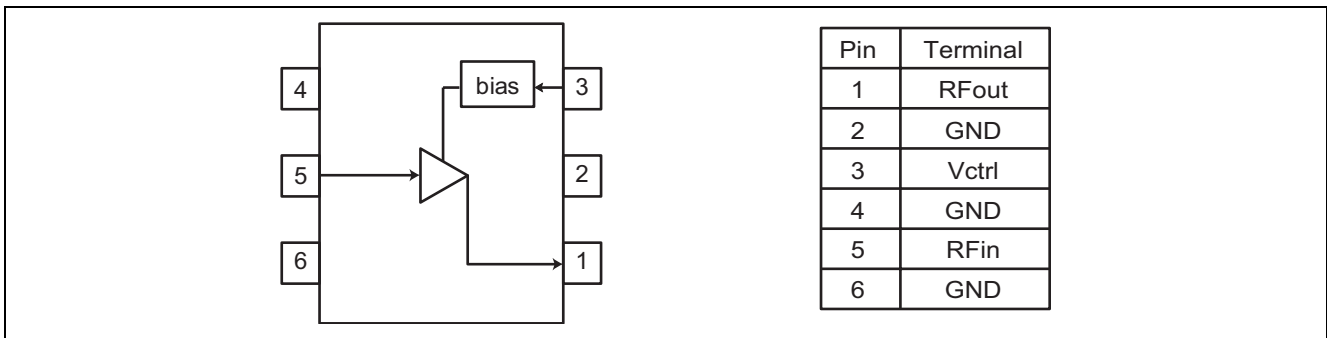 4
5
6
bias
3
2
1
Pin Terminal
1 RFout
2 GND
3 Vctrl
4 GND
5 RFin
6 GND